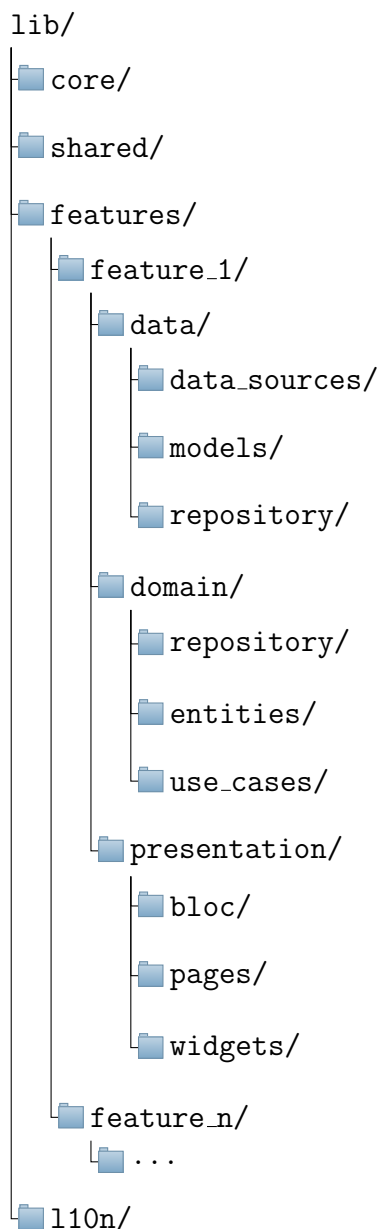 lib/
core/
shared/
features/
feature_1/
data/
data_sources/
models/
repository/
domain/
repository/
entities/
use_cases/
presentation/
bloc/
pages/
widgets/
feature_n/
...
l10n/